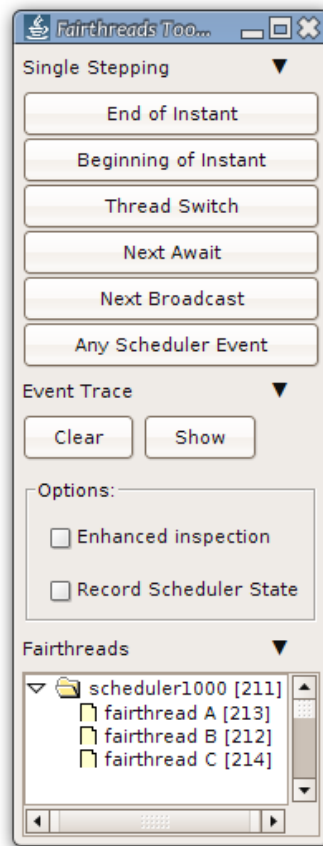 Fairthreads Too...
Single Stepping
End of Instant
Beginning of Instant
Thread Switch
Next Await
Next Broadcast
Any Scheduler Event
Event Trace
Clear Show
Options:
Enhanced inspection
Record Scheduler State
Fairthreads
scheduler1000 [211]
fairthread A [213]
fairthread B [212]
fairthread C [214]